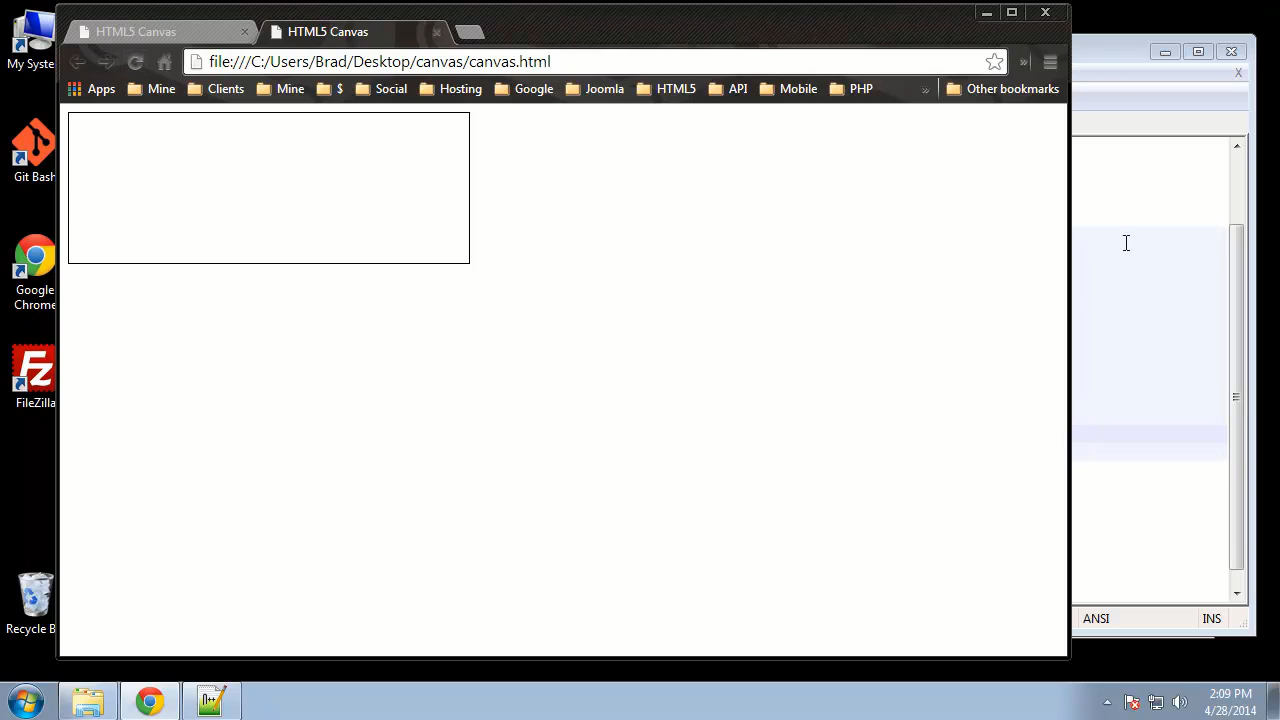 HTML5 Canvas
HTML5 Canvas
file:///C:/Users/Brad/Desktop/canvas/canvas.html
Apps Mine Clients Mine $ Social Hosting Google Joomla HTML5 API Mobile PHP » Other bookmarks
My Syste
Git Bash
Google
Chrome
FileZilla
Recycle B
ANSI INS
2:09 PM
4/28/2014